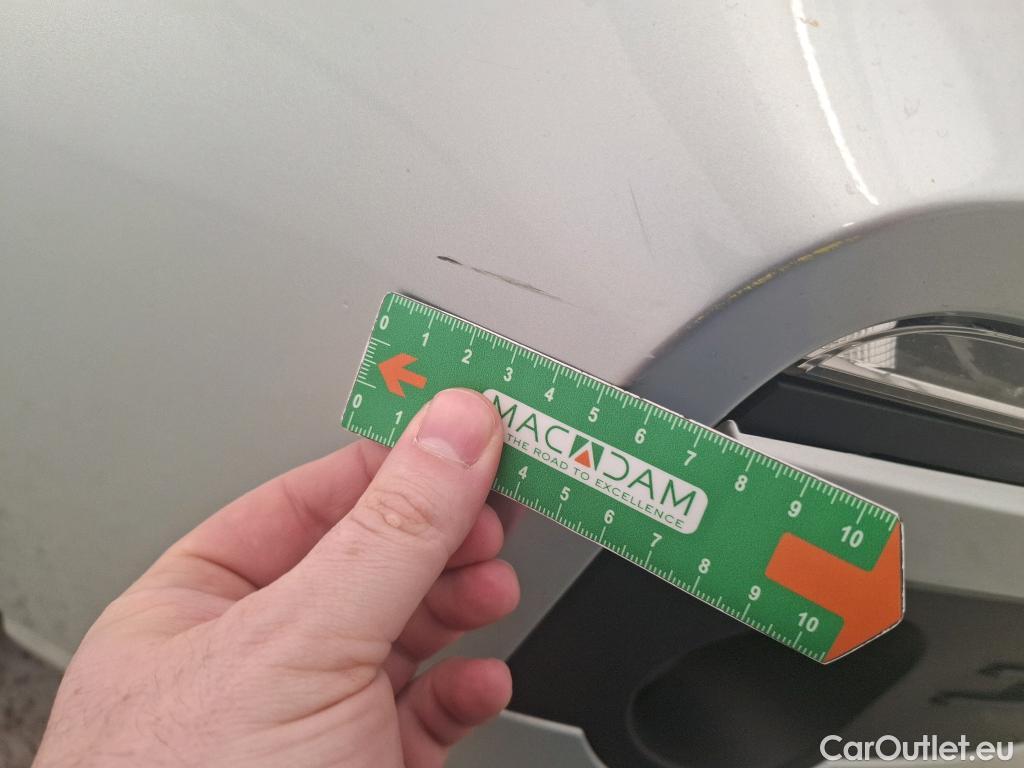 0 1 2 3 4 5 6 7 8 9 10
MACADAM
THE ROAD TO EXCELLENCE
0 1 4 5 6 7 8 9 10
CarOutlet.eu